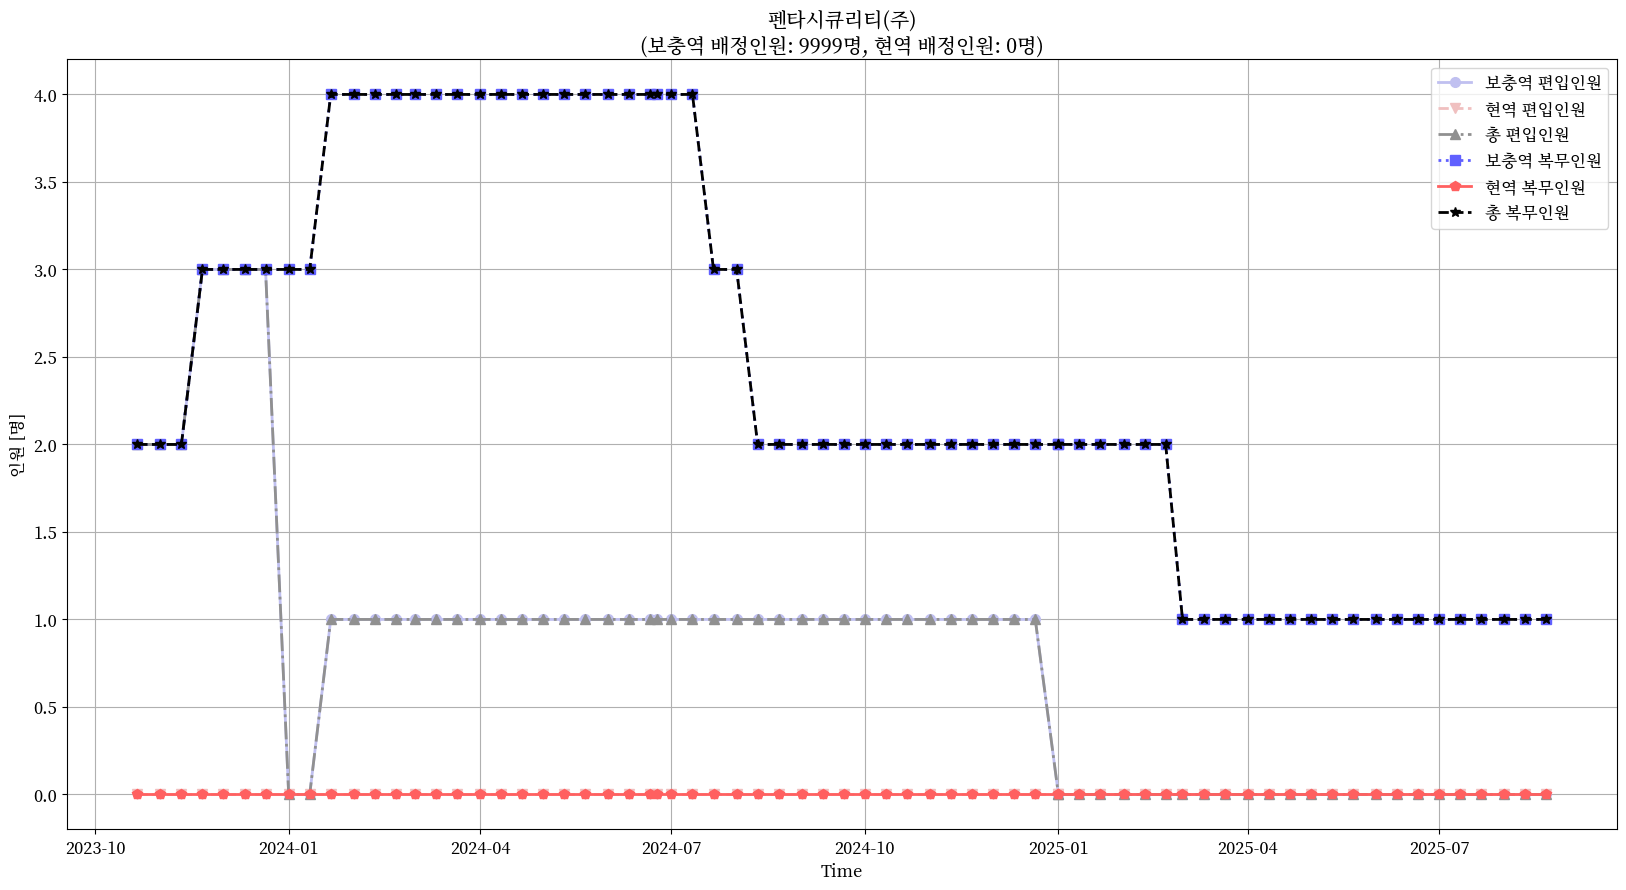 펜타시큐리티(주)
(보충역 배정인원: 9999명, 현역 배정인원: 0명)
보충역 편입인원
현역 편입인원
총 편입인원
보충역 복무인원
현역 복무인원
총 복무인원
인원 [명]
4.0
3.5
3.0
2.5
2.0
1.5
1.0
0.5
0.0
2023-10 2024-01 2024-04 2024-07 2024-10 2025-01 2025-04 2025-07
Time